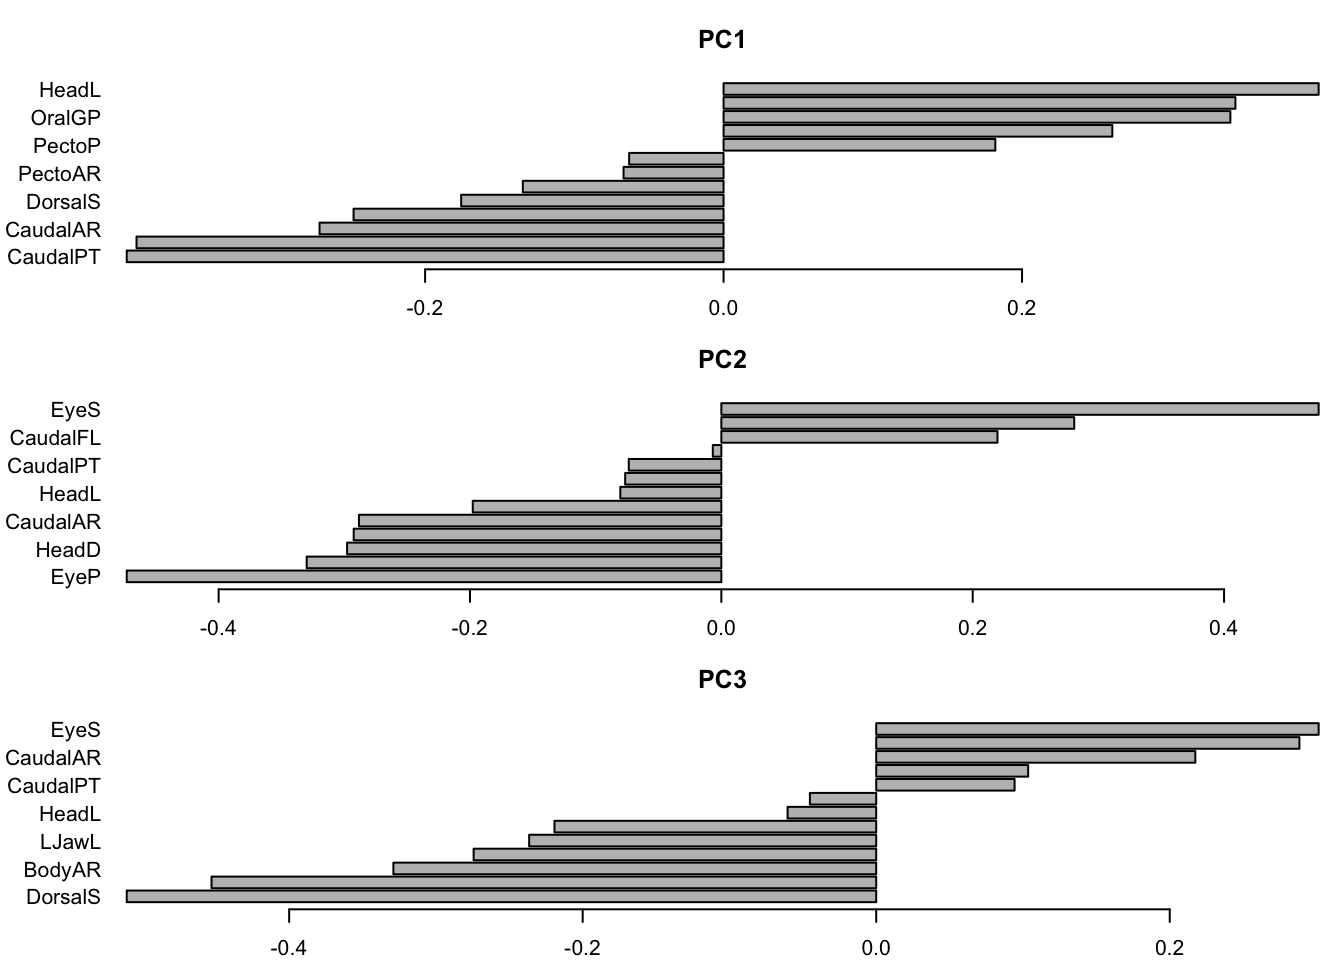 PC1
HeadL
OralGP
PectoP
PectoAR
DorsalS
CaudalAR
CaudalPT
-0.2 0.0 0.2
PC2
EyeS
CaudalFL
CaudalPT
HeadL
CaudalAR
HeadD
EyeP
-0.4 -0.2 0.0 0.2 0.4
PC3
EyeS
CaudalAR
CaudalPT
HeadL
LJawL
BodyAR
DorsalS
-0.4 -0.2 0.0 0.2